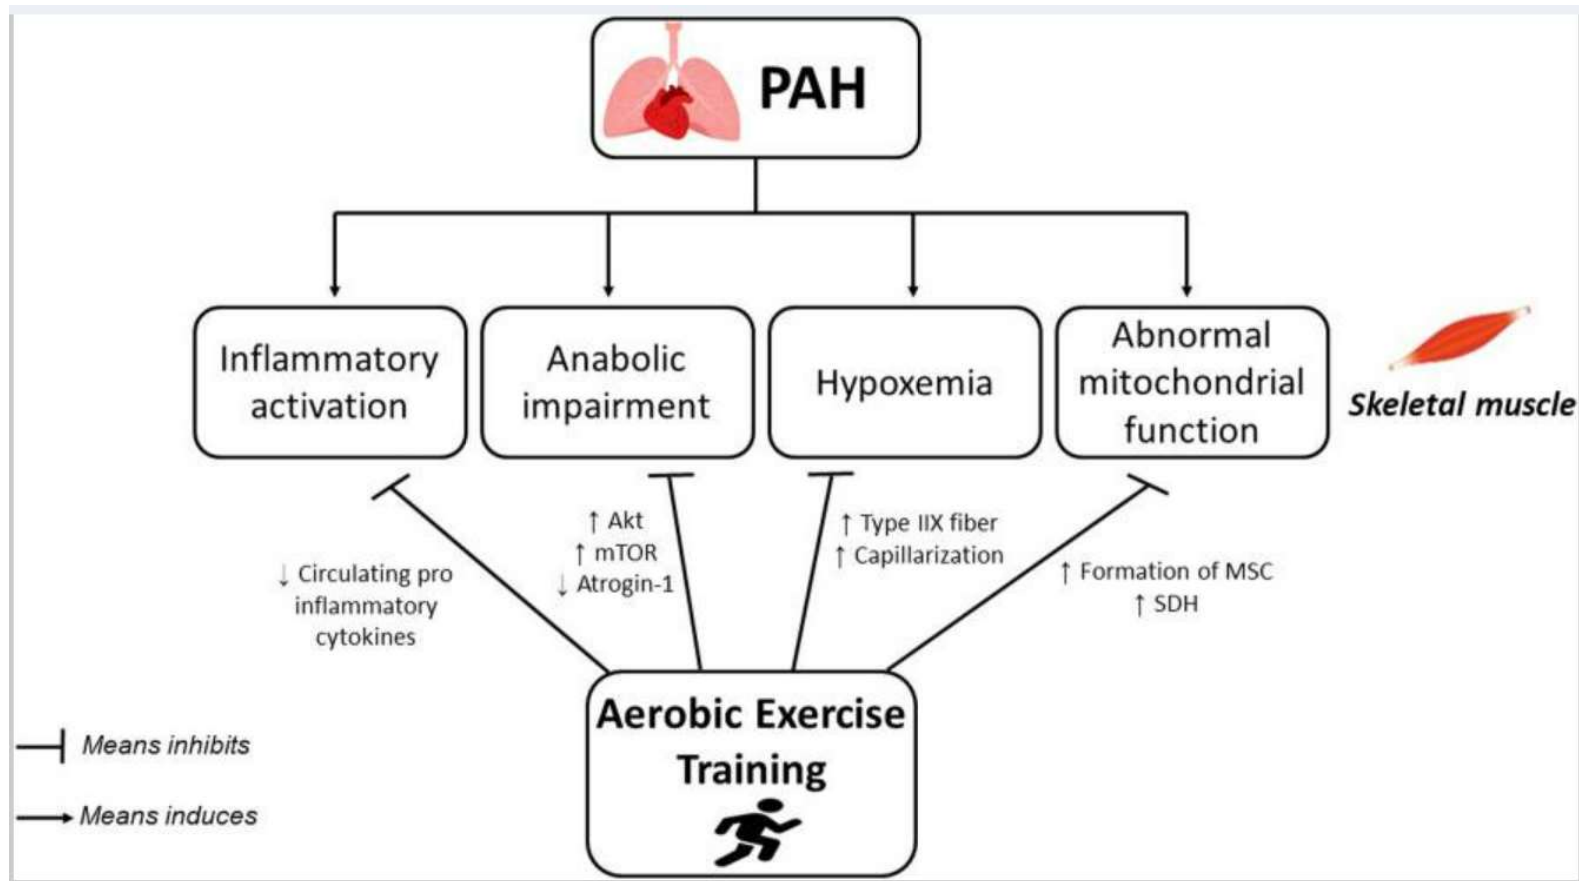 PAH
Inflammatory
activation
Anabolic
impairment
Hypoxemia
Abnormal
mitochondrial
function
Skeletal muscle
↓ Circulating pro
inflammatory
cytokines
↑ Akt
↑ mTOR
↓ Atrogin-1
↑ Type IIX fiber
↑ Capillarization
↑ Formation of MSC
↑ SDH
Aerobic Exercise
Training
Means inhibits
Means induces